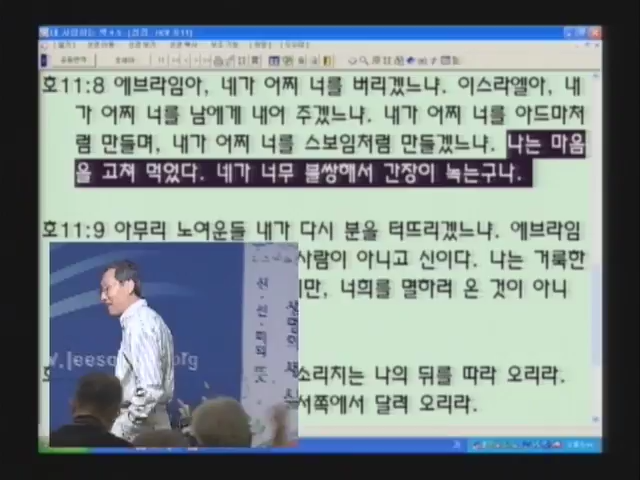 호11:8 에브라임아, 네가 어찌 너를 버리겠느냐. 이스라엘아, 내
가 어찌 너를 남에게 내어 주겠느냐. 내가 어찌 너를 아드마처
럼 만들며, 내가 어찌 너를 스보임처럼 만들겠느냐. 나는 마음
을 고쳐 먹었다. 네가 너무 불쌍해서 간장이 녹는구나.
호11:9 아무리 노여운들 내가 다시 분을 터뜨리겠느냐. 에브라임
사람이 아니고 신이다. 나는 거룩한
만, 너희를 멸하러 온 것이 아니
소리치는 나의 뒤를 따라 오리라.
서쪽에서 달려 오리라.